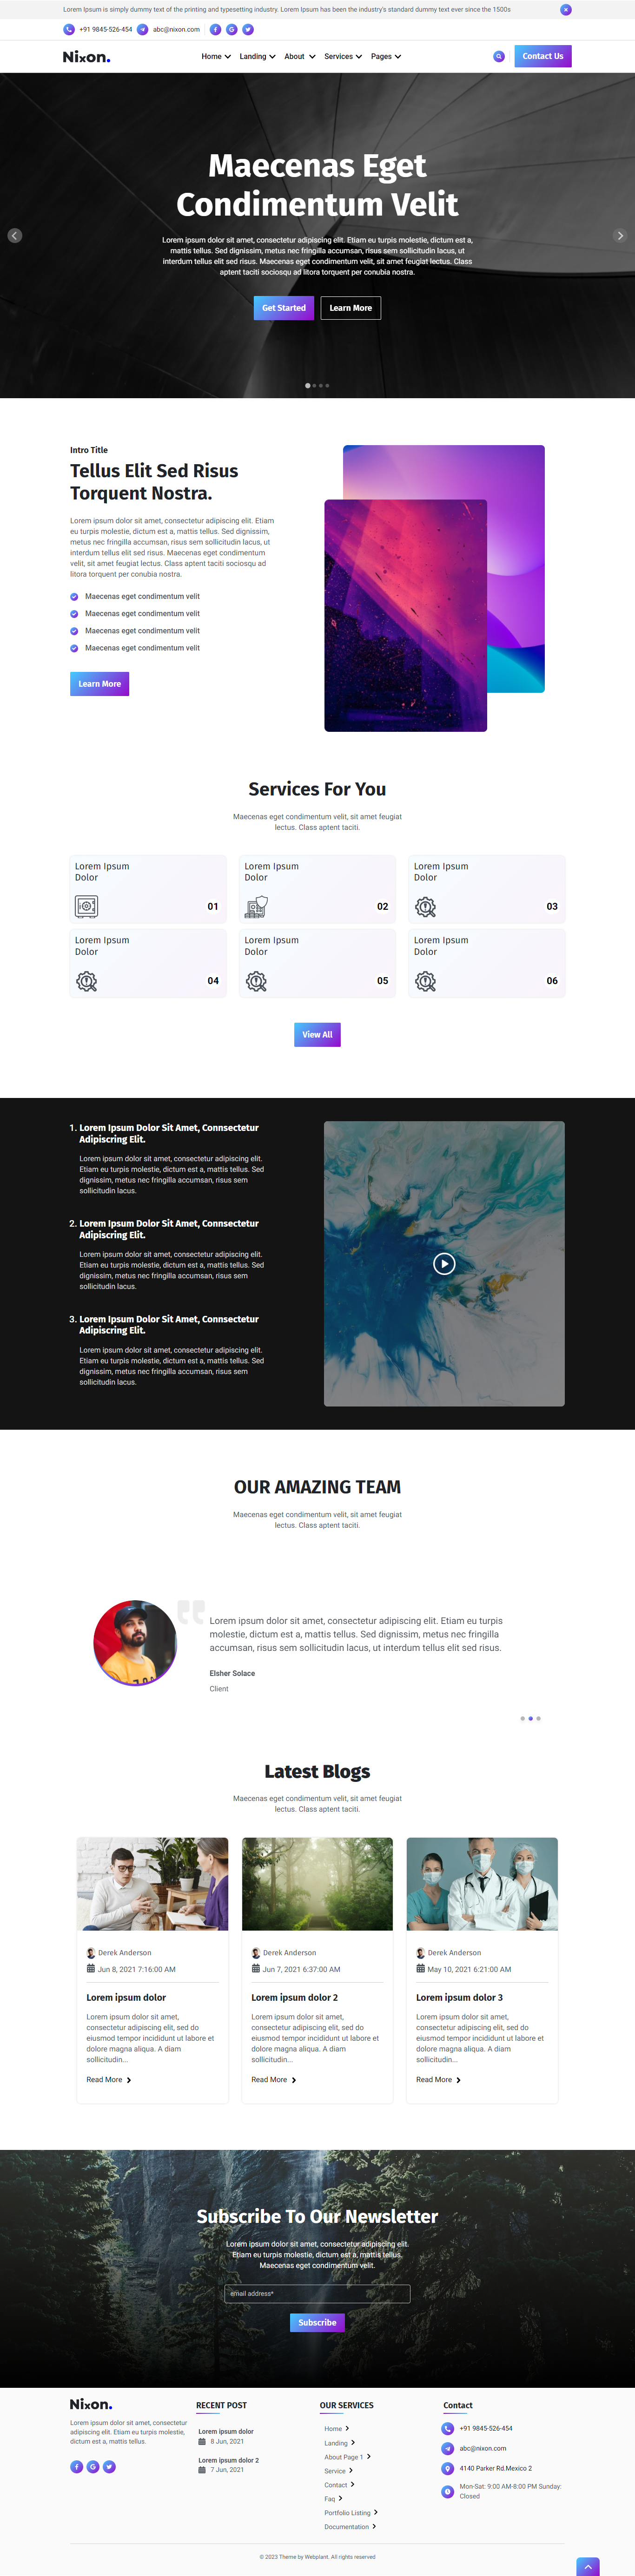 Lorem Ipsum is simply dummy text of the printing and typesetting industry. Lorem Ipsum has been the industry's standard dummy text ever since the 1500s
+91 9845-526-454 abc@nixon.com
Nixon.
Home Landing About Services Pages
Contact Us
Maecenas Eget
Condimentum Velit
Lorem ipsum dolor sit amet, consectetur adipiscing elit. Etiam eu turpis molestie, dictum est a,
mattis tellus. Sed dignissim, metus nec fringilla accumsan, risus sem sollicitudin lacus, ut
interdum tellus elit sed risus. Maecenas eget condimentum velit, sit amet feugiat lectus. Class
aptent taciti sociosqu ad litora torquent per conubia nostra.
Get Started Learn More
Intro Title
Tellus Elit Sed Risus
Torquent Nostra.
Lorem ipsum dolor sit amet, consectetur adipiscing elit. Etiam
eu turpis molestie, dictum est a, mattis tellus. Sed dignissim,
metus nec fringilla accumsan, risus sem sollicitudin lacus, ut
interdum tellus elit sed risus. Maecenas eget condimentum
velit, sit amet feugiat lectus. Class aptent taciti sociosqu ad
litora torquent per conubia nostra.
Maecenas eget condimentum velit
Maecenas eget condimentum velit
Maecenas eget condimentum velit
Maecenas eget condimentum velit
Learn More
Services For You
Maecenas eget condimentum velit, sit amet feugiat
lectus. Class aptent taciti.
Lorem Ipsum
Dolor
01
Lorem Ipsum
Dolor
02
Lorem Ipsum
Dolor
03
Lorem Ipsum
Dolor
04
Lorem Ipsum
Dolor
05
Lorem Ipsum
Dolor
06
View All
1. Lorem Ipsum Dolor Sit Amet, Connsectetur
Adipiscring Elit.
Lorem ipsum dolor sit amet, consectetur adipiscing elit.
Etiam eu turpis molestie, dictum est a, mattis tellus. Sed
dignissim, metus nec fringilla accumsan, risus sem
sollicitudin lacus.
2. Lorem Ipsum Dolor Sit Amet, Connsectetur
Adipiscring Elit.
Lorem ipsum dolor sit amet, consectetur adipiscing elit.
Etiam eu turpis molestie, dictum est a, mattis tellus. Sed
dignissim, metus nec fringilla accumsan, risus sem
sollicitudin lacus.
3. Lorem Ipsum Dolor Sit Amet, Connsectetur
Adipiscring Elit.
Lorem ipsum dolor sit amet, consectetur adipiscing elit.
Etiam eu turpis molestie, dictum est a, mattis tellus. Sed
dignissim, metus nec fringilla accumsan, risus sem
sollicitudin lacus.
OUR AMAZING TEAM
Maecenas eget condimentum velit, sit amet feugiat
lectus. Class aptent taciti.
Lorem ipsum dolor sit amet, consectetur adipiscing elit. Etiam eu turpis
molestie, dictum est a, mattis tellus. Sed dignissim, metus nec fringilla
accumsan, risus sem sollicitudin lacus, ut interdum tellus elit sed risus.
Elsher Solace
Client
Latest Blogs
Maecenas eget condimentum velit, sit amet feugiat
lectus. Class aptent taciti.
Derek Anderson
Jun 8, 2021 7:16:00 AM
Lorem ipsum dolor
Lorem ipsum dolor sit amet,
consectetur adipiscing elit, sed do
eiusmod tempor incididunt ut labore et
dolore magna aliqua. A diam
sollicitudin...
Read More
Derek Anderson
Jun 7, 2021 6:37:00 AM
Lorem ipsum dolor 2
Lorem ipsum dolor sit amet,
consectetur adipiscing elit, sed do
eiusmod tempor incididunt ut labore et
dolore magna aliqua. A diam
sollicitudin...
Read More
Derek Anderson
May 10, 2021 6:21:00 AM
Lorem ipsum dolor 3
Lorem ipsum dolor sit amet,
consectetur adipiscing elit, sed do
eiusmod tempor incididunt ut labore et
dolore magna aliqua. A diam
sollicitudin...
Read More
Subscribe To Our Newsletter
Lorem ipsum dolor sit amet, consectetur adipiscing elit.
Etiam eu turpis molestie, dictum est a, mattis tellus.
Maecenas eget condimentum velit.
email address*
Subscribe
Nixon.
Lorem ipsum dolor sit amet, consectetur
adipiscing elit. Etiam eu turpis molestie,
dictum est a, mattis tellus.
RECENT POST
Lorem ipsum dolor
8 Jun, 2021
Lorem ipsum dolor 2
7 Jun, 2021
OUR SERVICES
Home
Landing
About Page 1
Service
Contact
Faq
Portfolio Listing
Documentation
Contact
+91 9845-526-454
abc@nixon.com
4140 Parker Rd.Mexico 2
Mon-Sat: 9:00 AM-8:00 PM Sunday:
Closed
© 2023 Theme by Webplant. All rights reserved